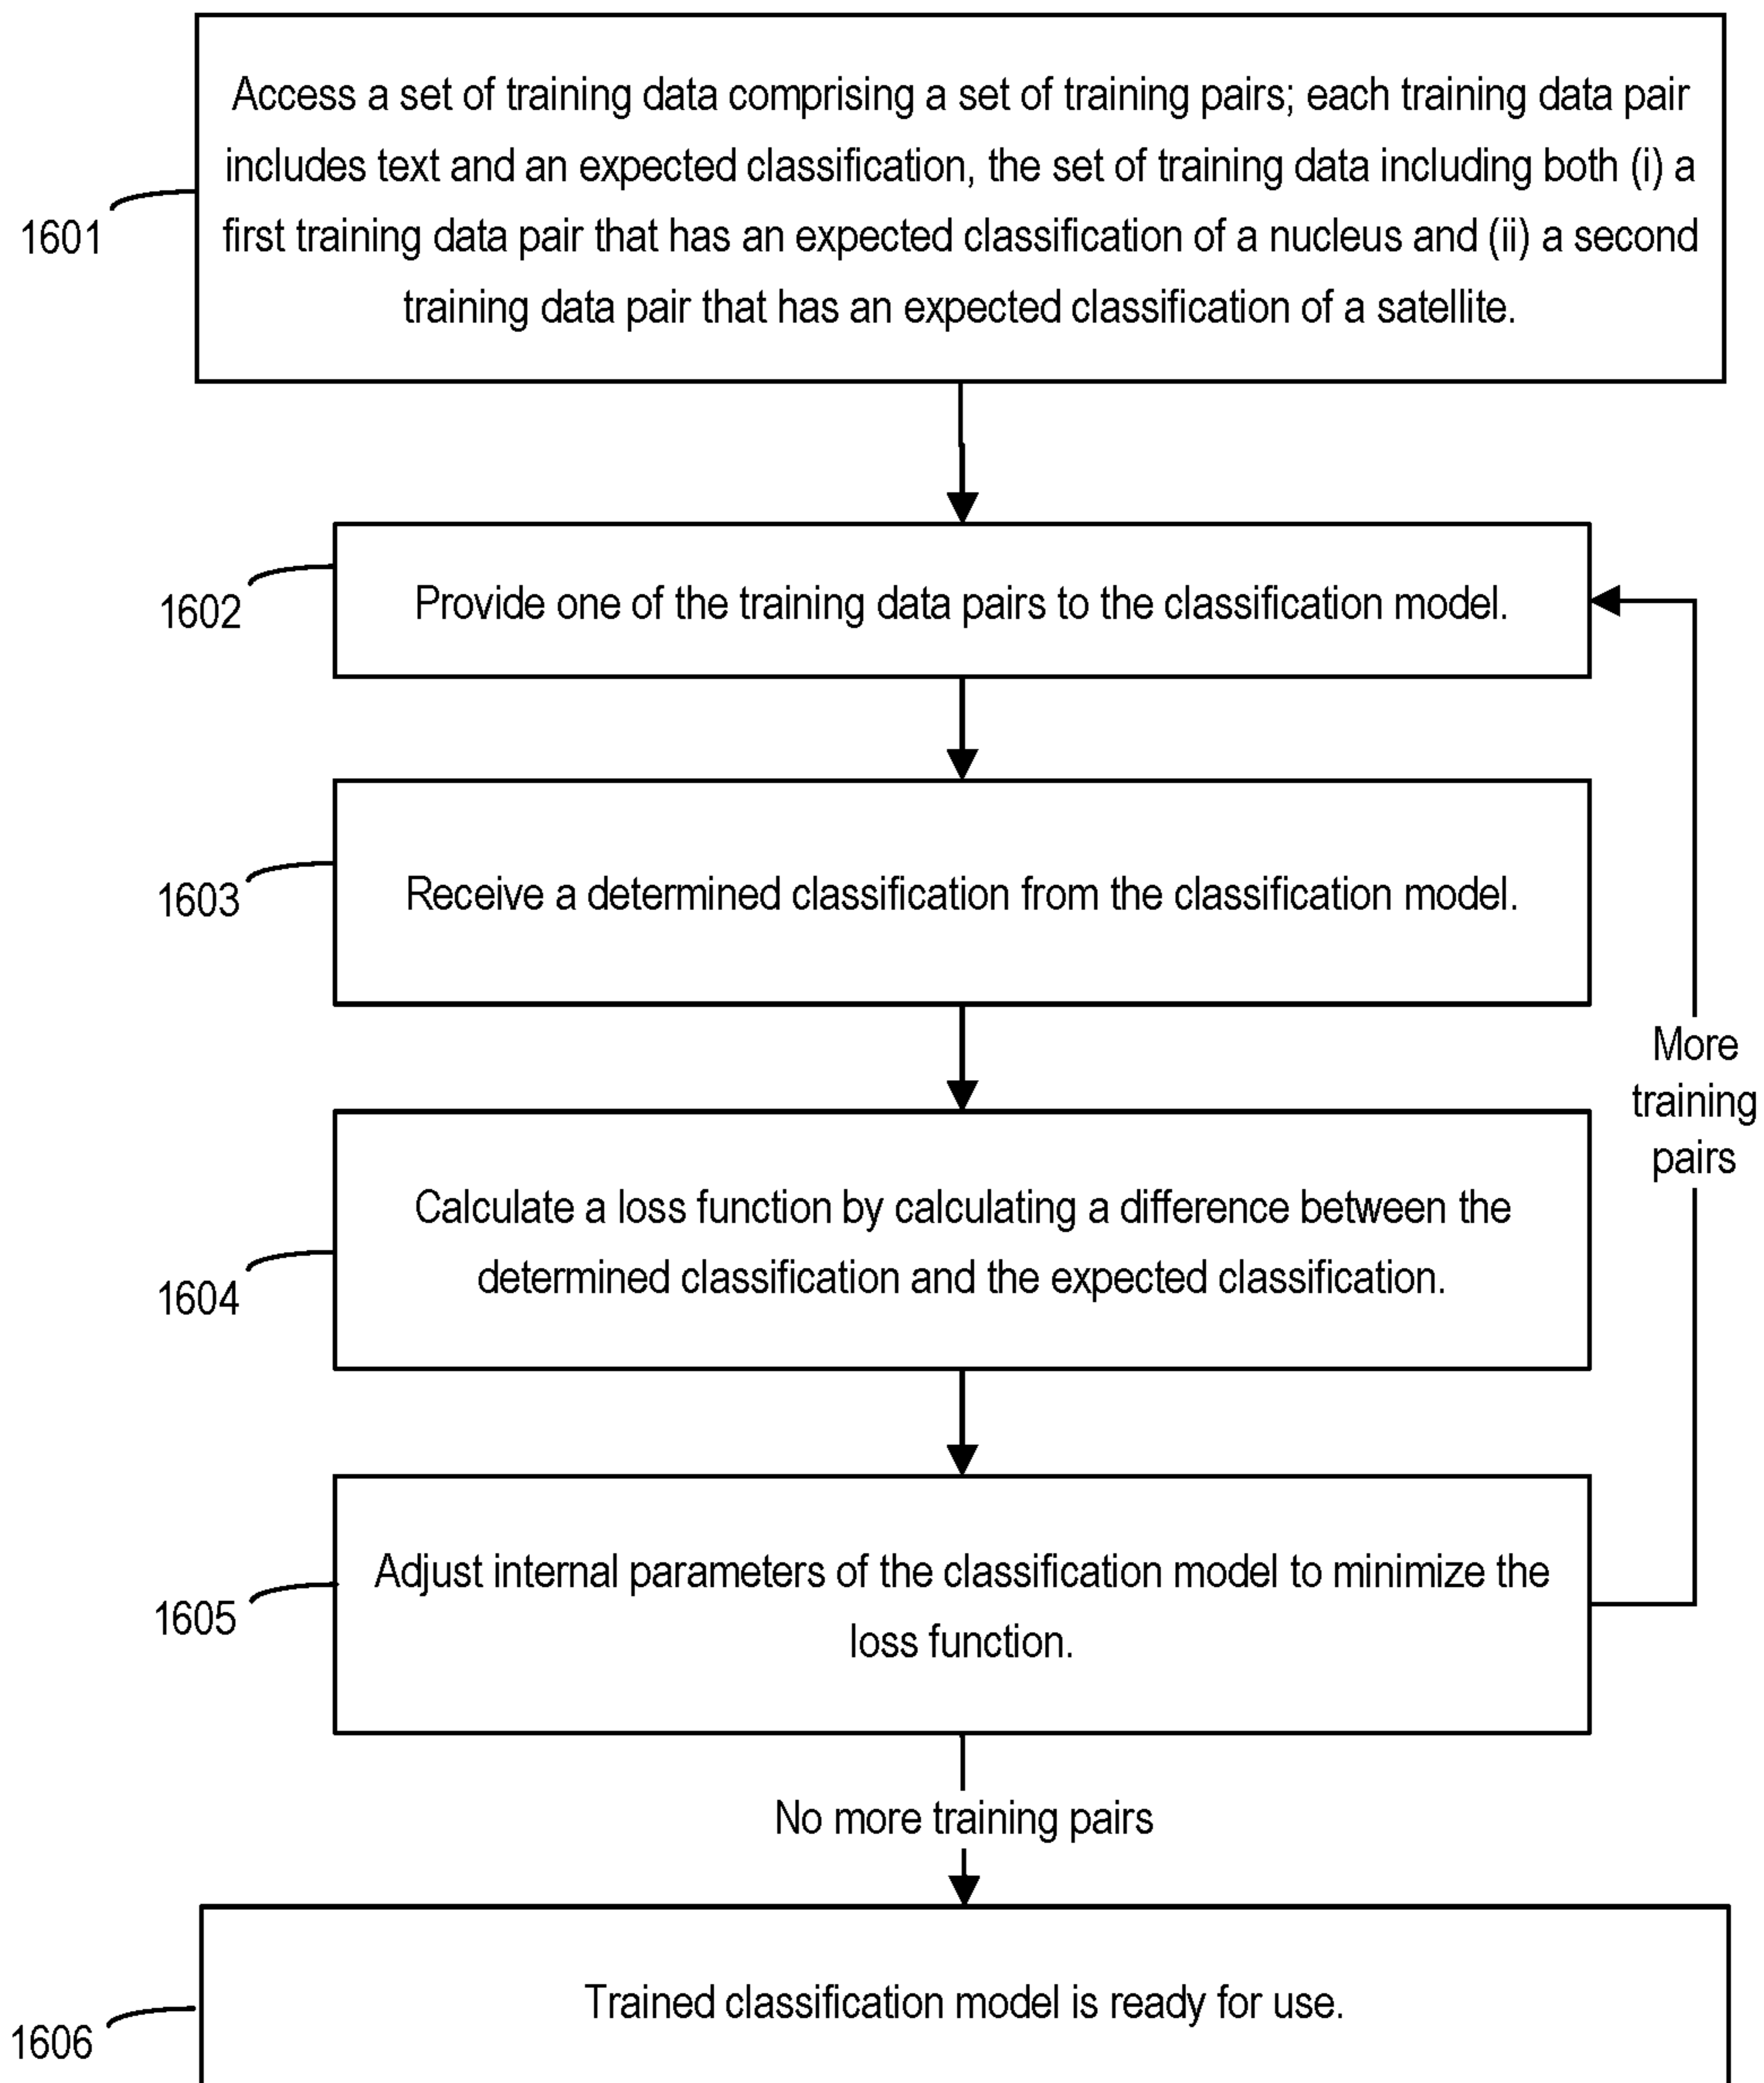 Access a set of training data comprising a set of training pairs; each training data pair
includes text and an expected classification, the set of training data including both (i) a
first training data pair that has an expected classification of a nucleus and (ii) a second
training data pair that has an expected classification of a satellite.
1601
Provide one of the training data pairs to the classification model.
1602
Receive a determined classification from the classification model.
1603
More
training
pairs
Calculate a loss function by calculating a difference between the
determined classification and the expected classification.
1604
Adjust internal parameters of the classification model to minimize the
loss function.
1605
No more training pairs
Trained classification model is ready for use.
1606